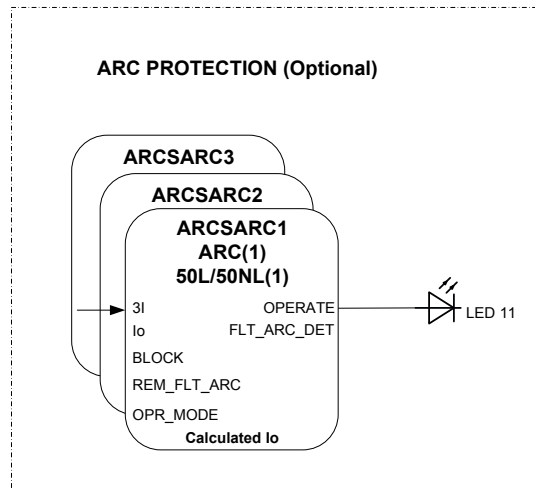 ARC PROTECTION (Optional)
ARCSARC3
ARCSARC2
ARCSARC1
ARC(1)
50L/50NL(1)
3I OPERATE
Io FLT_ARC_DET
BLOCK
REM_FLT_ARC
OPR_MODE
Calculated Io
LED 11